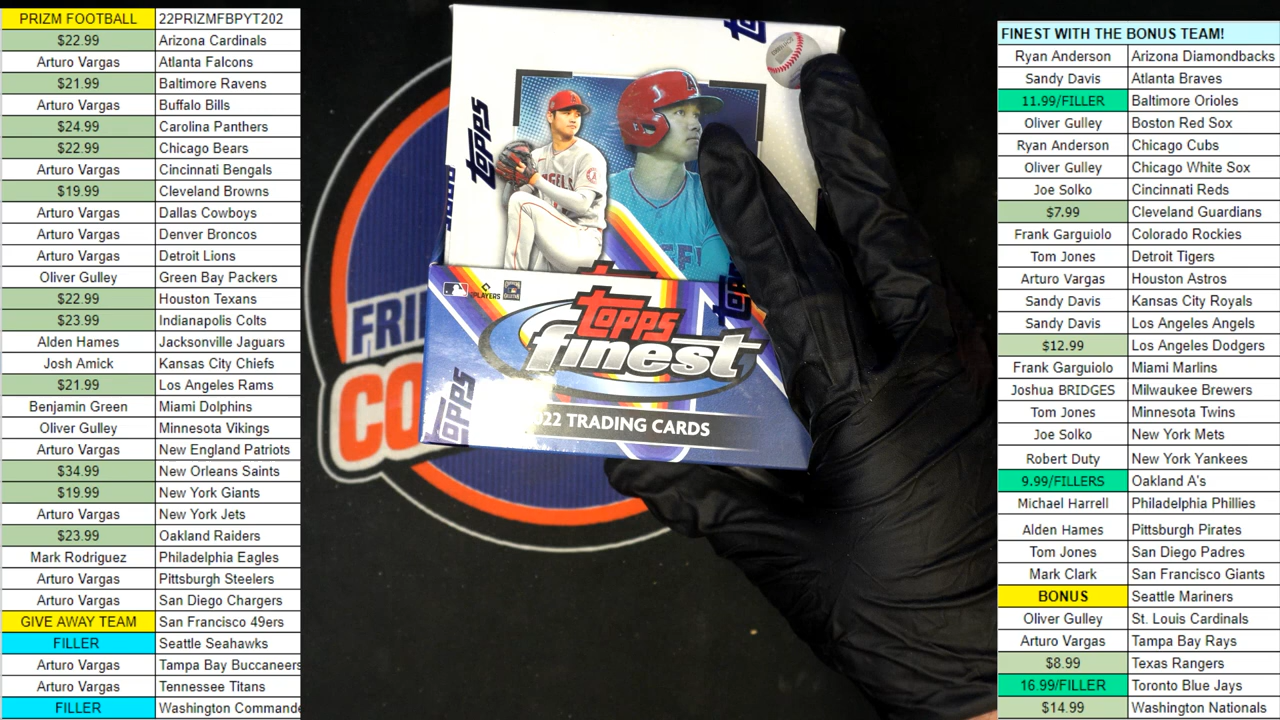 PRIZM FOOTBALL 22PRIZMFBPYT202
$22.99 Arizona Cardinals
Arturo Vargas Atlanta Falcons
$21.99 Baltimore Ravens
Arturo Vargas Buffalo Bills
$24.99 Carolina Panthers
$22.99 Chicago Bears
Arturo Vargas Cincinnati Bengals
$19.99 Cleveland Browns
Arturo Vargas Dallas Cowboys
Arturo Vargas Denver Broncos
Arturo Vargas Detroit Lions
Oliver Gulley Green Bay Packers
$22.99 Houston Texans
$23.99 Indianapolis Colts
Alden Hames Jacksonville Jaguars
Josh Amick Kansas City Chiefs
$21.99 Los Angeles Rams
Benjamin Green Miami Dolphins
Oliver Gulley Minnesota Vikings
Arturo Vargas New England Patriots
$34.99 New Orleans Saints
$19.99 New York Giants
Arturo Vargas New York Jets
$23.99 Oakland Raiders
Mark Rodriguez Philadelphia Eagles
Arturo Vargas Pittsburgh Steelers
Arturo Vargas San Diego Chargers
GIVE AWAY TEAM San Francisco 49ers
FILLER Seattle Seahawks
Arturo Vargas Tampa Bay Buccaneers
Arturo Vargas Tennessee Titans
FILLER Washington Commande
topps
topps
finest
22 TRADING CARDS
topps
FRI
CO
FINEST WITH THE BONUS TEAM!
Ryan Anderson Arizona Diamondbacks
Sandy Davis Atlanta Braves
11.99/FILLER Baltimore Orioles
Oliver Gulley Boston Red Sox
Ryan Anderson Chicago Cubs
Oliver Gulley Chicago White Sox
Joe Solko Cincinnati Reds
$7.99 Cleveland Guardians
Frank Garguiolo Colorado Rockies
Tom Jones Detroit Tigers
Arturo Vargas Houston Astros
Sandy Davis Kansas City Royals
Sandy Davis Los Angeles Angels
$12.99 Los Angeles Dodgers
Frank Garguiolo Miami Marlins
Joshua BRIDGES Milwaukee Brewers
Tom Jones Minnesota Twins
Joe Solko New York Mets
Robert Duty New York Yankees
9.99/FILLERS Oakland A's
Michael Harrell Philadelphia Phillies
Alden Hames Pittsburgh Pirates
Tom Jones San Diego Padres
Mark Clark San Francisco Giants
BONUS Seattle Mariners
Oliver Gulley St. Louis Cardinals
Arturo Vargas Tampa Bay Rays
$8.99 Texas Rangers
16.99/FILLER Toronto Blue Jays
$14.99 Washington Nationals